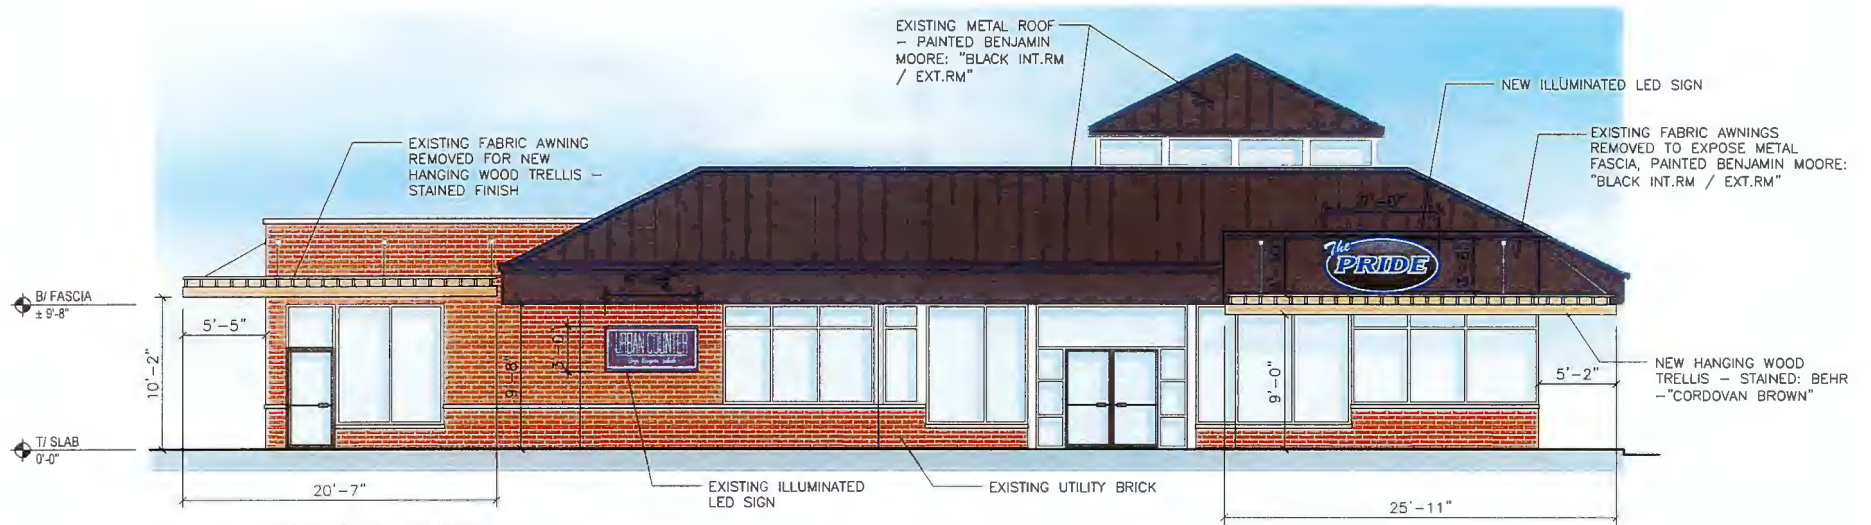 EXISTING METAL ROOF
– PAINTED BENJAMIN
MOORE: "BLACK INT.RM
/ EXT.RM"
NEW ILLUMINATED LED SIGN
EXISTING FABRIC AWNING
REMOVED FOR NEW
HANGING WOOD TRELLIS –
STAINED FINISH
EXISTING FABRIC AWNINGS
REMOVED TO EXPOSE METAL
FASCIA, PAINTED BENJAMIN MOORE:
"BLACK INT.RM / EXT.RM"
The
PRIDE
B/ FASCIA
± 9'-8"
5'-5"
10'-2"
3'-0"
URBAN COUNTER
9'-8"
9'-0"
5'-2"
NEW HANGING WOOD
TRELLIS – STAINED: BEHR
–"CORDOVAN BROWN"
T/ SLAB
0'-0"
20'-7"
EXISTING ILLUMINATED
LED SIGN
EXISTING UTILITY BRICK
25'-11"